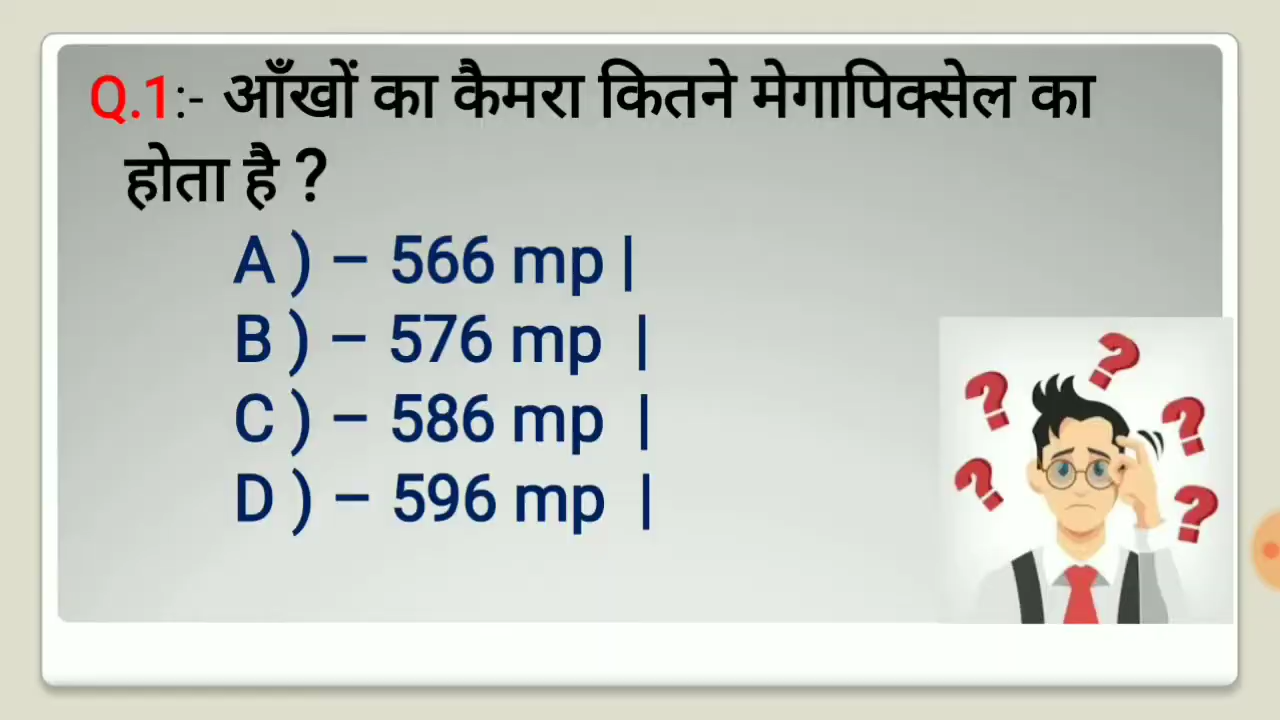 Q.1:- आँखों का कैमरा कितने मेगापिक्सेल का
होता है ?
A ) – 566 mp |
B ) – 576 mp |
C ) – 586 mp |
D ) – 596 mp |